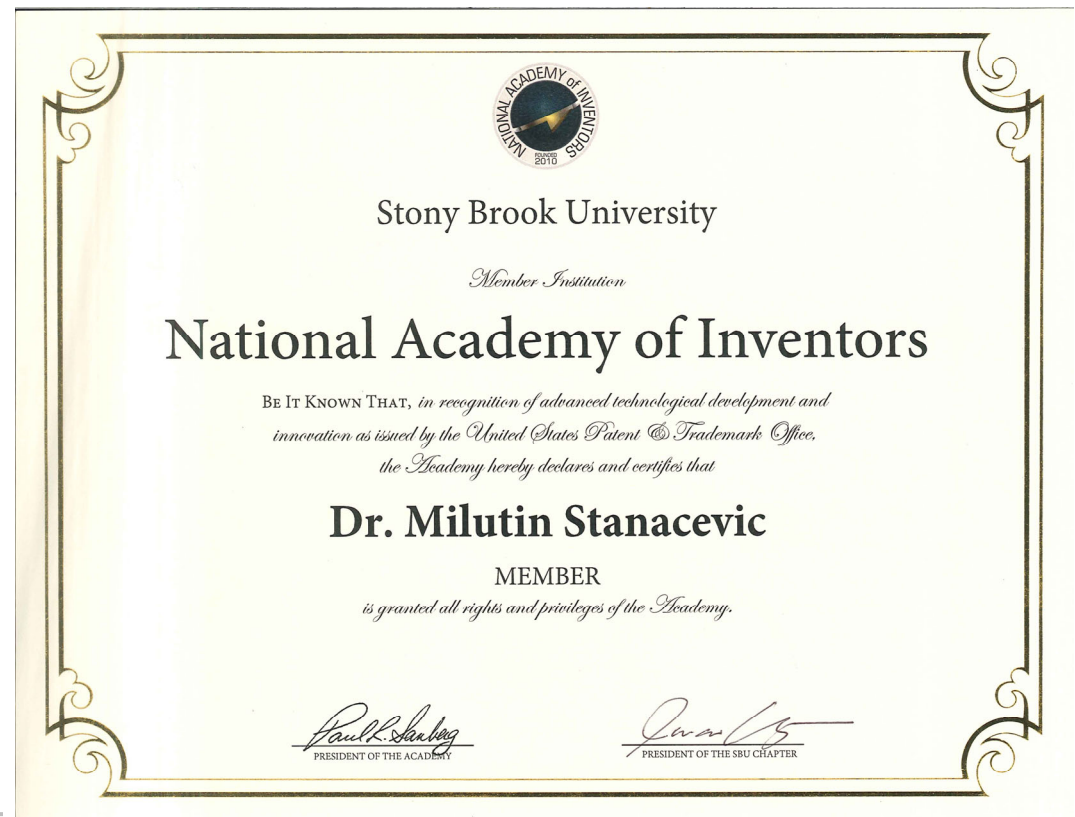 NATIONAL ACADEMY of INVENTORS
FOUNDED
2010
Stony Brook University
Member Institution
National Academy of Inventors
BE IT KNOWN THAT, in recognition of advanced technological development and
innovation as issued by the United States Patent & Trademark Office,
the Academy hereby declares and certifies that
Dr. Milutin Stanacevic
MEMBER
is granted all rights and privileges of the Academy.
Paul R. Sanberg
PRESIDENT OF THE ACADEMY
PRESIDENT OF THE SBU CHAPTER